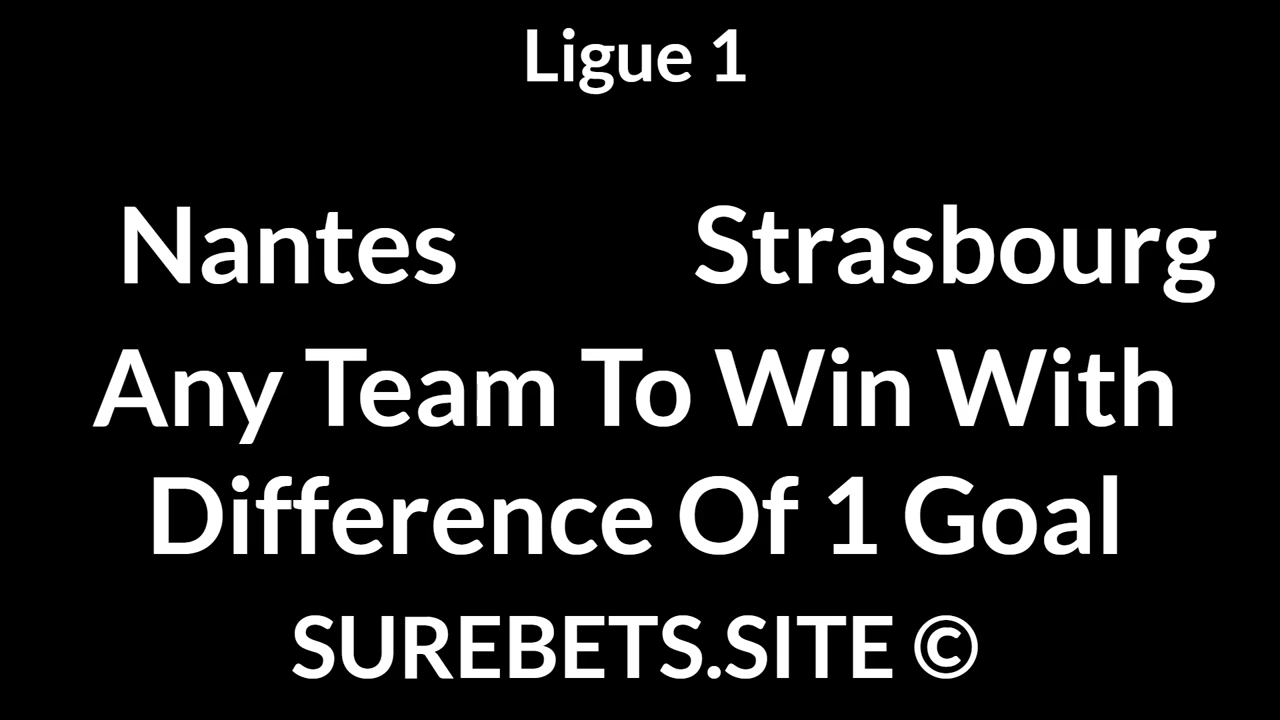 Ligue 1
Nantes Strasbourg
Any Team To Win With
Difference Of 1 Goal
SUREBETS.SITE ©